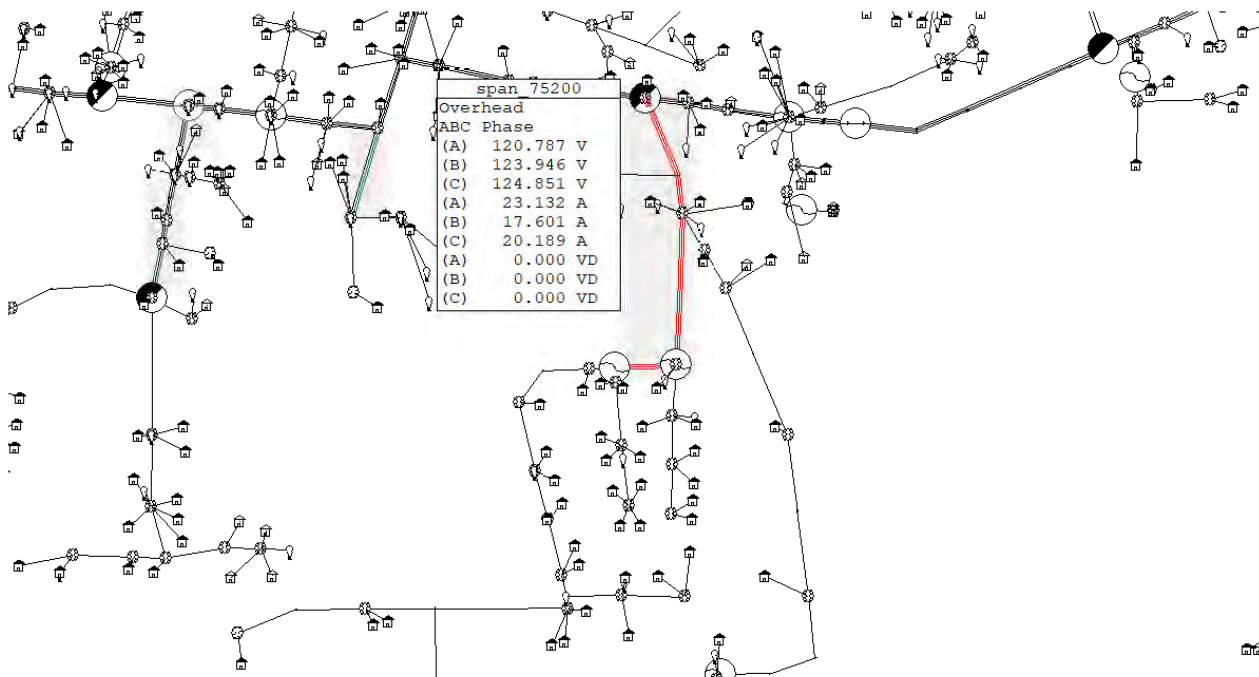 span_75200
Overhead
ABC Phase
(A) 120.787 V
(B) 123.946 V
(C) 124.851 V
(A) 23.132 A
(B) 17.601 A
(C) 20.189 A
(A) 0.000 VD
(B) 0.000 VD
(C) 0.000 VD